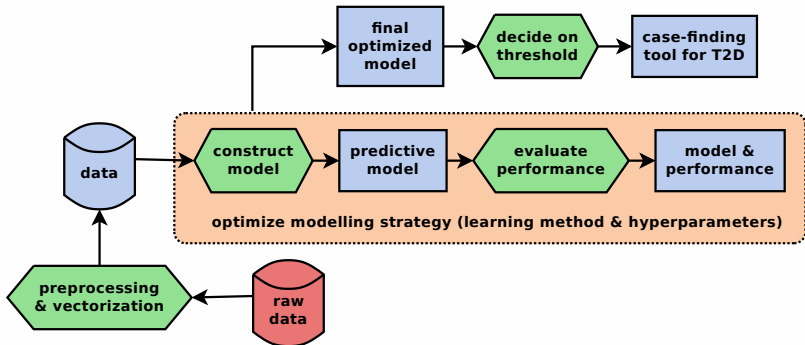 final
optimized
model
decide on
threshold
case-finding
tool for T2D
data
construct
model
predictive
model
evaluate
performance
model &
performance
optimize modelling strategy (learning method & hyperparameters)
preprocessing
& vectorization
raw
data